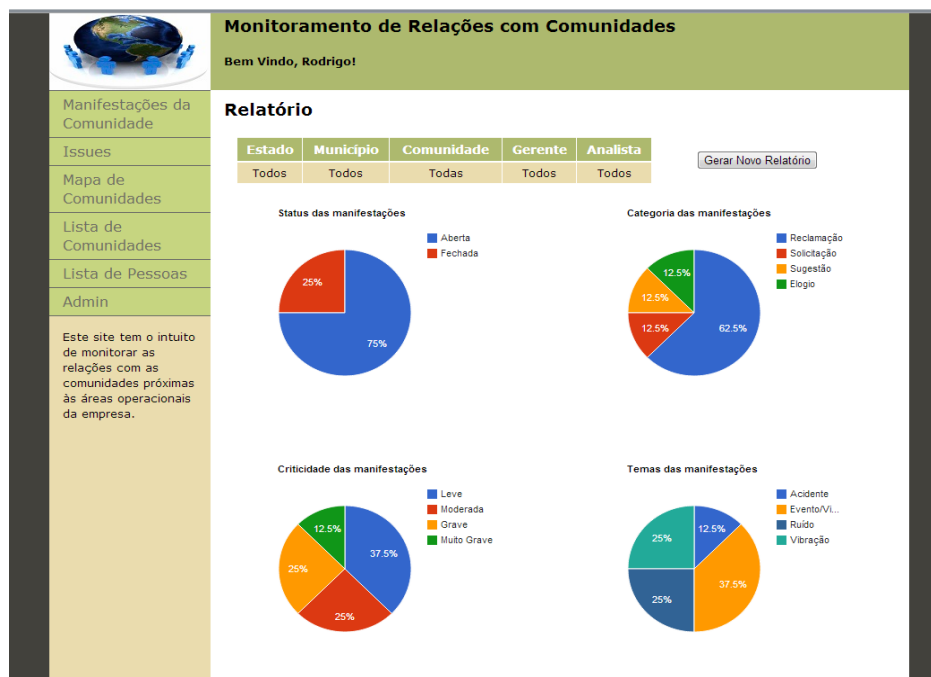 Monitoramento de Relações com Comunidades
Bem Vindo, Rodrigo!
Manifestações da
Comunidade
Issues
Mapa de
Comunidades
Lista de
Comunidades
Lista de Pessoas
Admin
Este site tem o intuito
de monitorar as
relações com as
comunidades próximas
às áreas operacionais
da empresa.
Relatório
Estado Município Comunidade Gerente Analista
Todos Todos Todas Todos Todos
Gerar Novo Relatório
Status das manifestações
Aberta
Fechada
25%
75%
Categoria das manifestações
Reclamação
Solicitação
Sugestão
Elogio
12.5%
12.5%
12.5%
62.5%
Criticidade das manifestações
Leve
Moderada
Grave
Muito Grave
12.5%
37.5%
25%
25%
Temas das manifestações
Acidente
Evento/Vi...
Ruído
Vibração
12.5%
25%
37.5%
25%